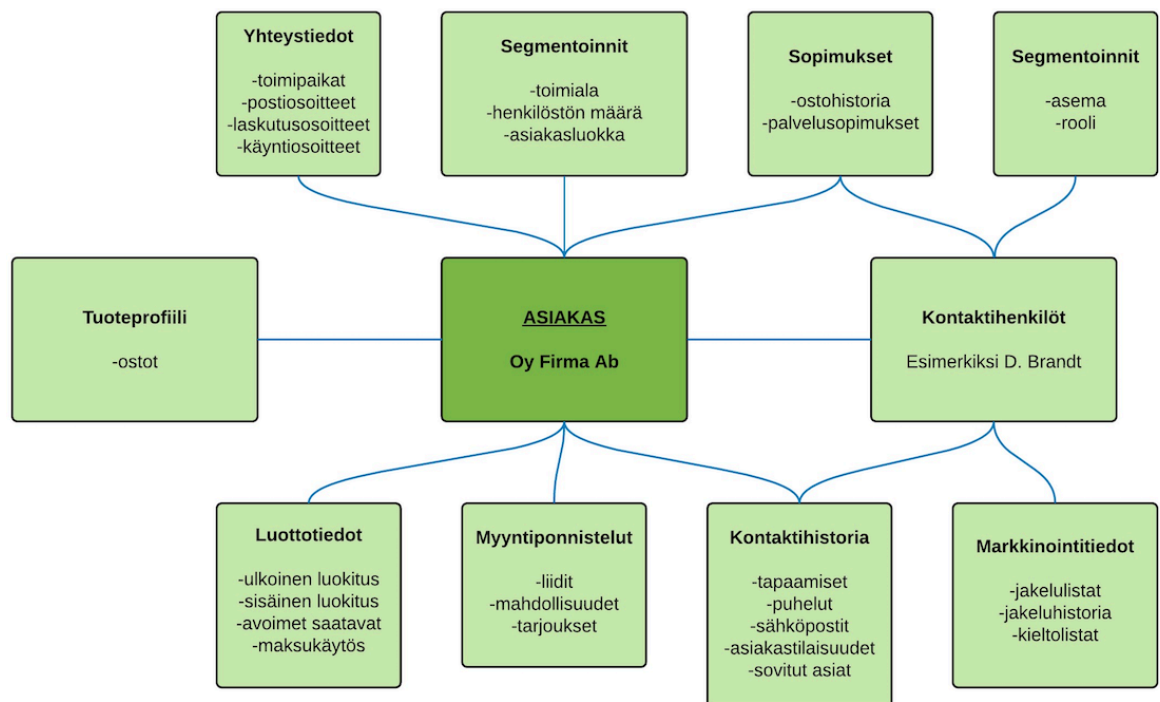 Yhteystiedot
-toimipaikat
-postiosoitteet
-laskutusosoitteet
-käyntiosoitteet
Segmentoinnit
-toimiala
-henkilöstön määrä
-asiakasluokka
Sopimukset
-ostohistoria
-palvelusopimukset
Segmentoinnit
-asema
-rooli
Tuoteprofiili
-ostot
ASIAKAS
Oy Firma Ab
Kontaktihenkilöt
Esimerkiksi D. Brandt
Luottotiedot
-ulkoinen luokitus
-sisäinen luokitus
-avoimet saatavat
-maksukäytös
Myyntiponnistelut
-liidit
-mahdollisuudet
-tarjoukset
Kontaktihistoria
-tapaamiset
-puhelut
-sähköpostit
-asiakastilaisuudet
-sovitut asiat
Markkinointitiedot
-jakelulistat
-jakeluhistoria
-kieltolistat